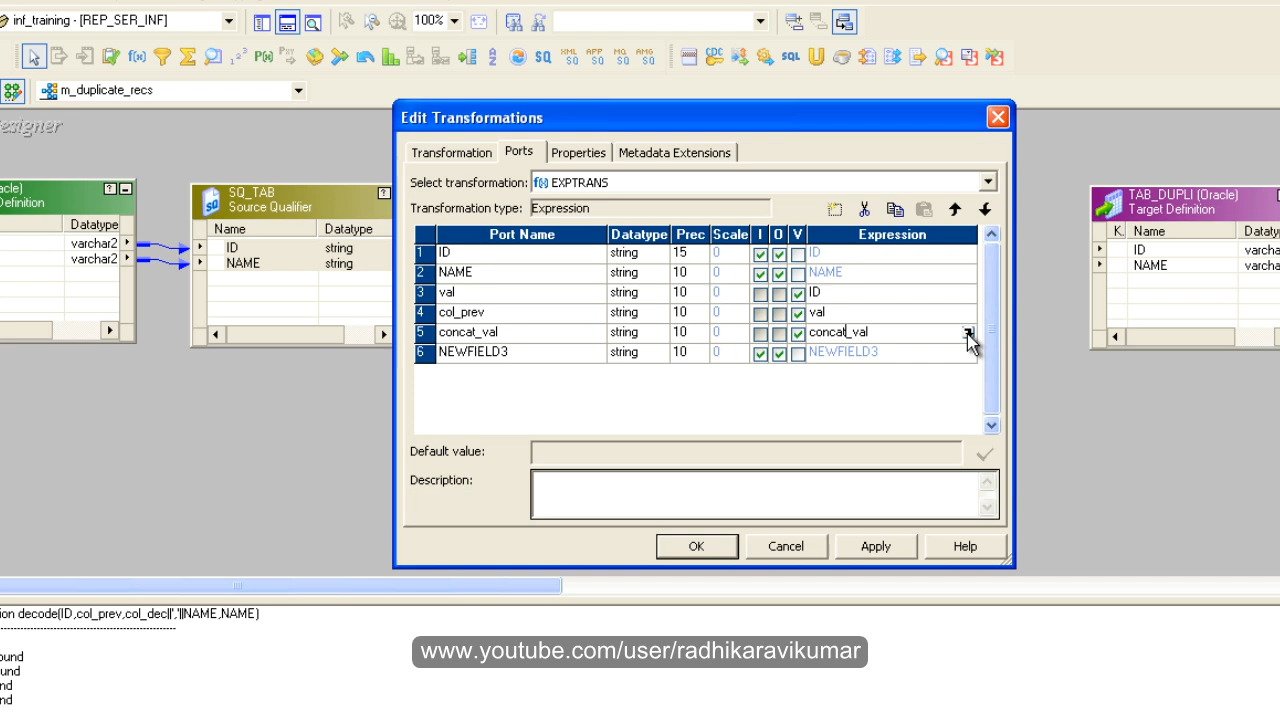 inf_training - [REP_SER_INF]
100%
m_duplicate_recs
esigner
Edit Transformations
Transformation
Ports
Properties
Metadata Extensions
Select transformation:
f(x) EXPTRANS
Transformation type:
Expression
Port Name Datatype Prec Scale I O V Expression
1 ID string 15 0 ID
2 NAME string 10 0 NAME
3 val string 10 0 ID
4 col_prev string 10 0 val
5 concat_val string 10 0 concat_val
6 NEWFIELD3 string 10 0 NEWFIELD3
Default value:
Description:
OK
Cancel
Apply
Help
cle)
Definition
Datatype
varchar2
varchar2
SQ_TAB
Source Qualifier
Name Datatype
ID string
NAME string
TAB_DUPLI (Oracle)
Target Definition
K. Name Dataty
ID varcha
NAME varcha
ion decode(ID,col_prev,col_dec||','||NAME,NAME)
ound
ound
nd
nd
www.youtube.com/user/radhikaravikumar